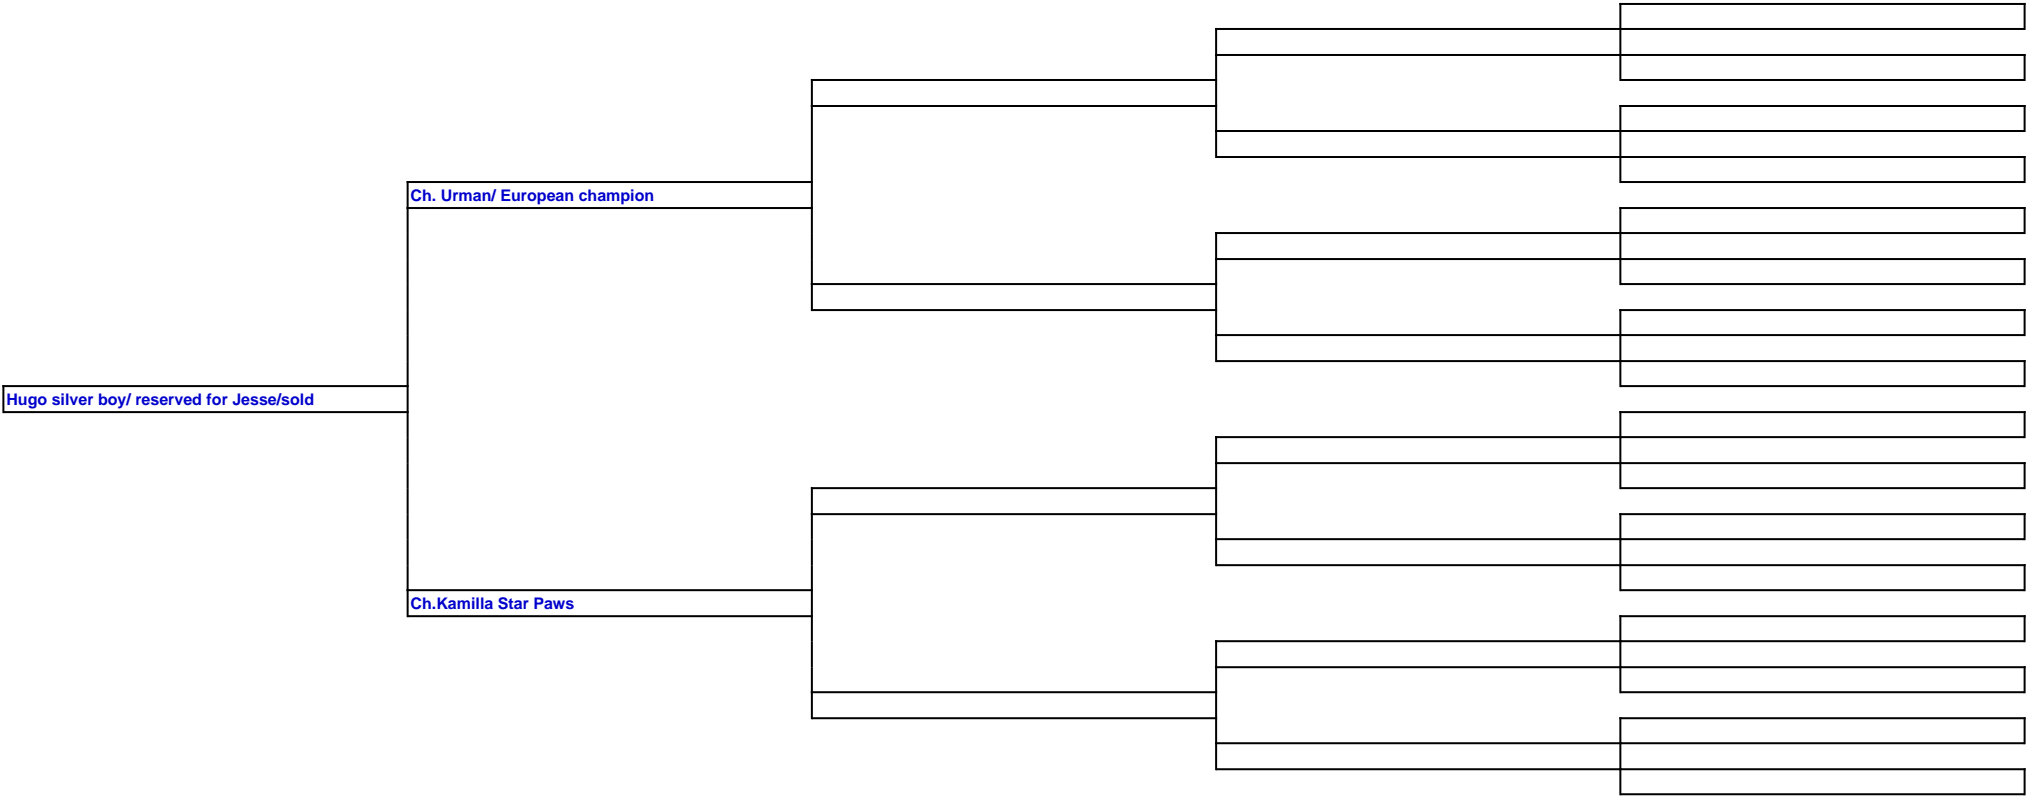 Ch. Urman/ European champion
Hugo silver boy/ reserved for Jesse/sold
Ch.Kamilla Star Paws